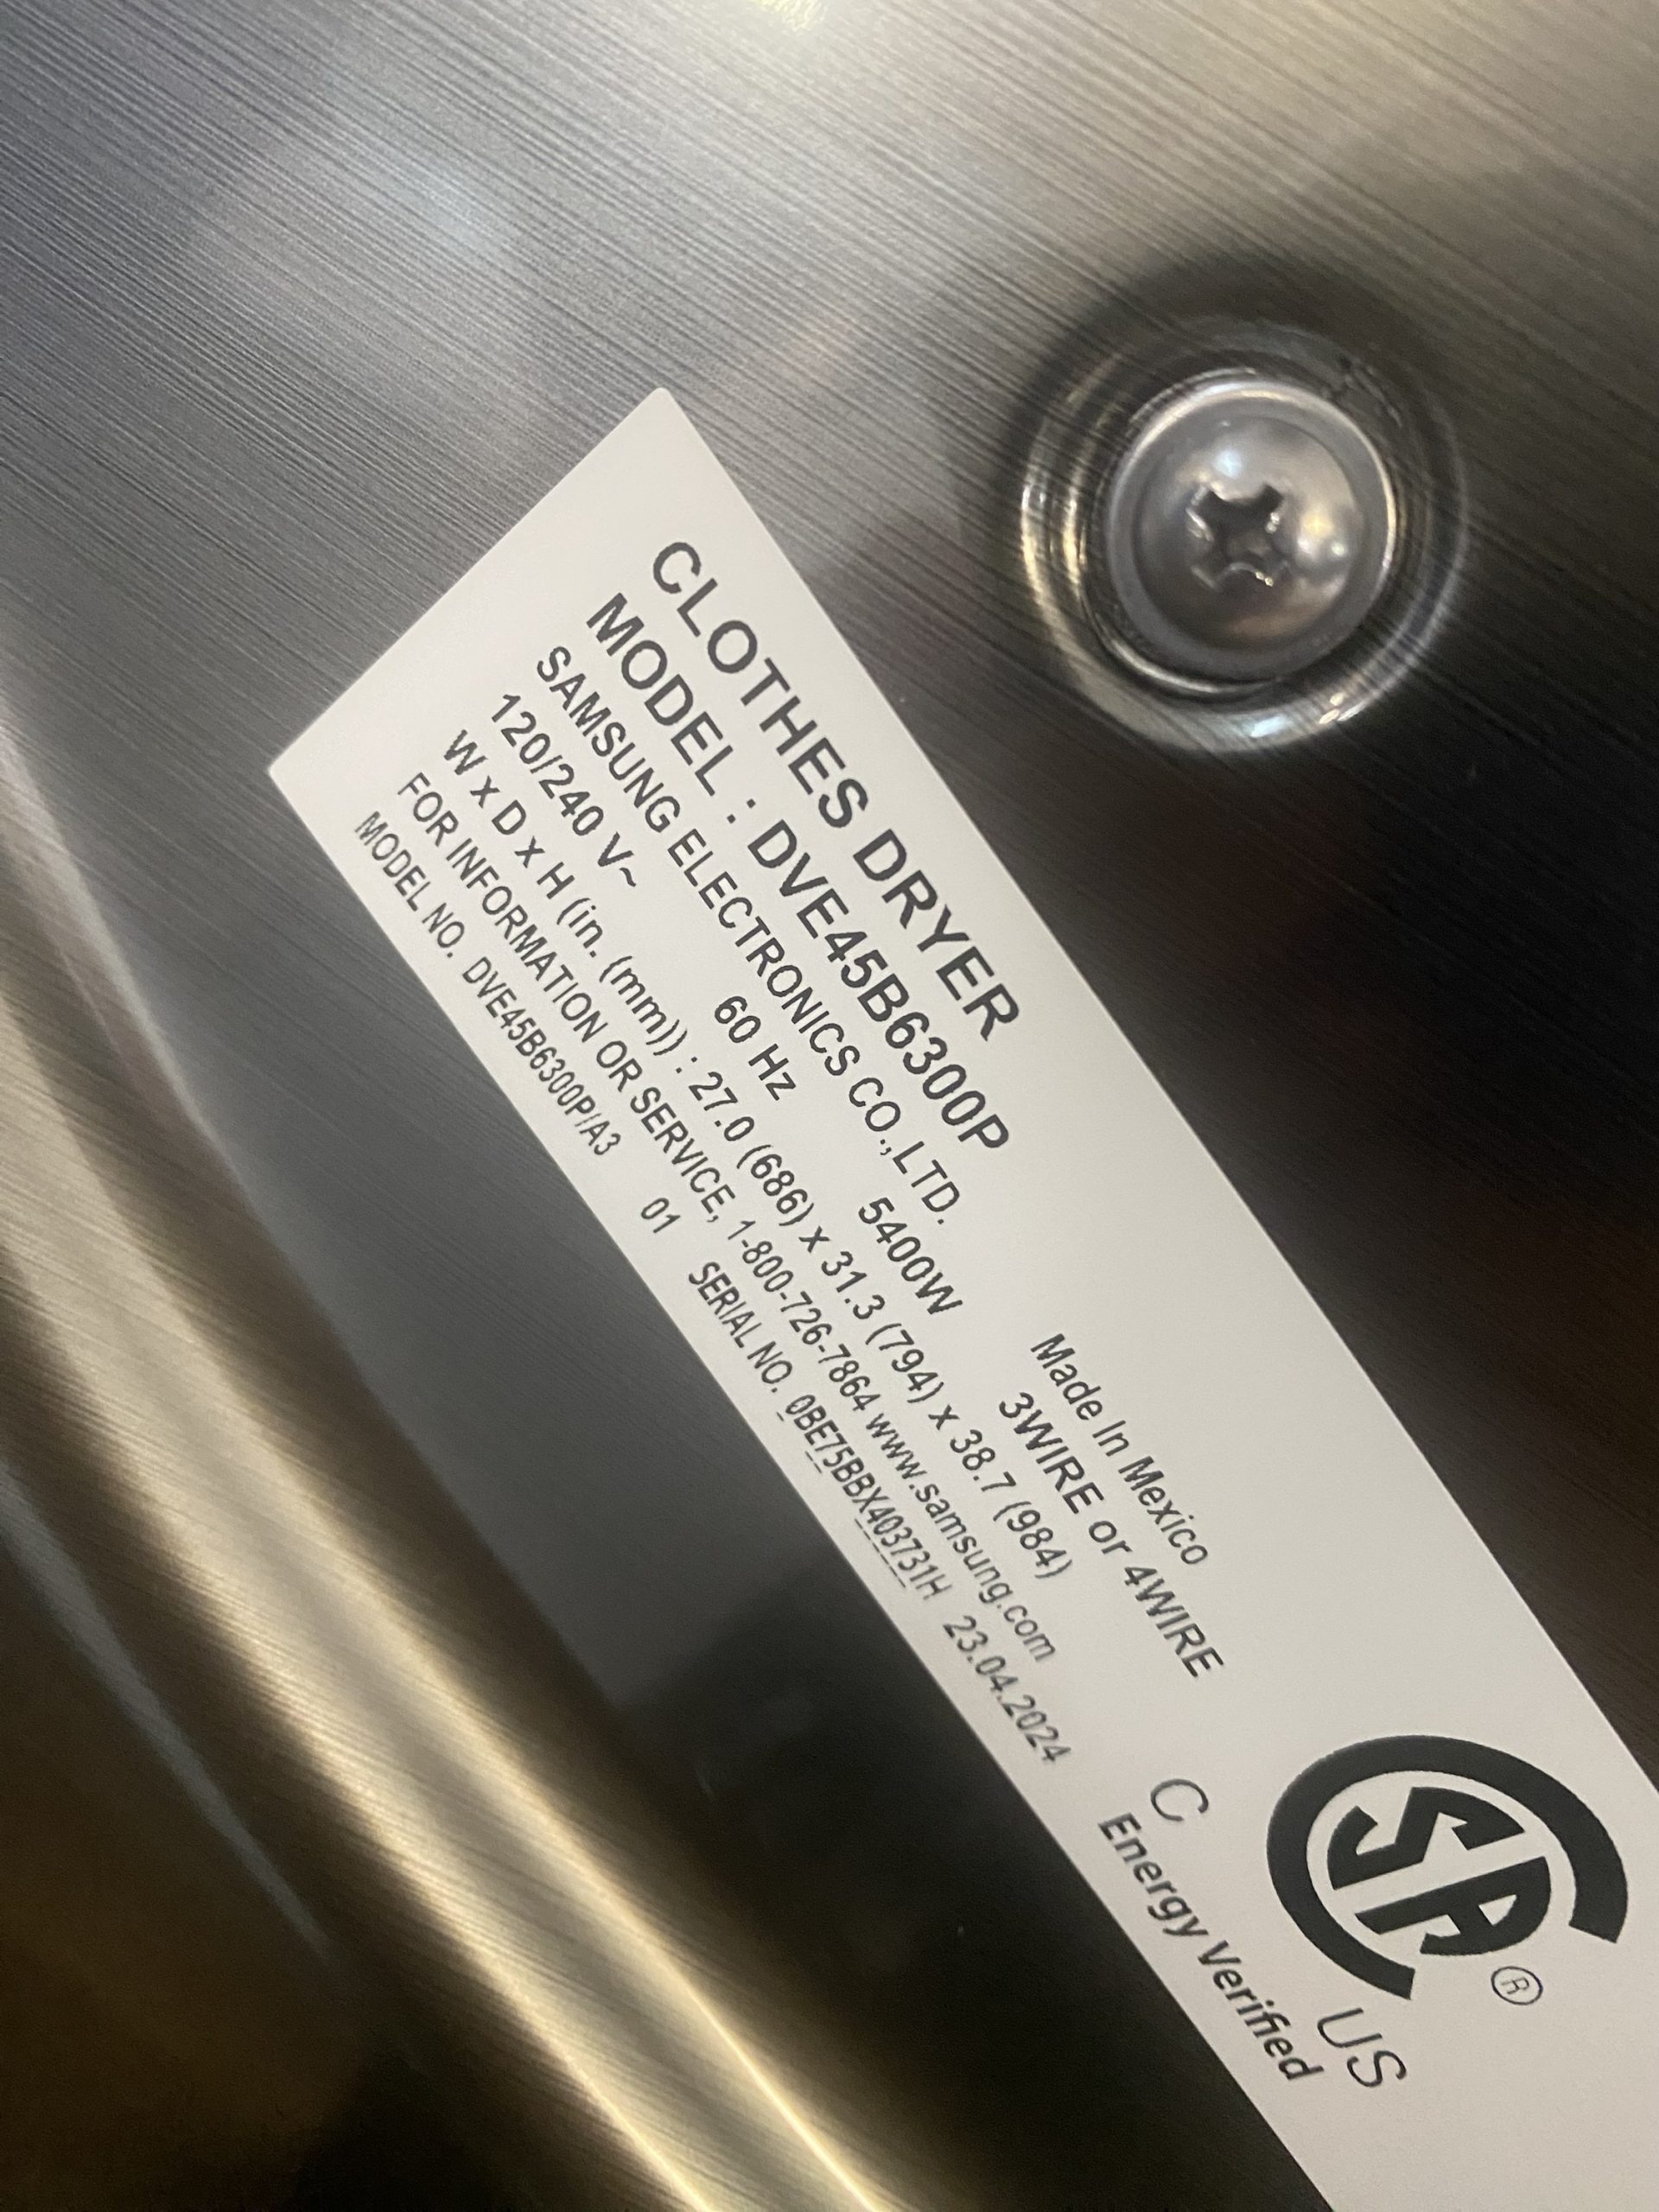 CLOTHES DRYER
MODEL : DVE45B6300P
SAMSUNG ELECTRONICS CO.,LTD. Made In Mexico
120/240 V~ 60 Hz 5400W 3WIRE or 4WIRE
W x D x H (in. (mm)) : 27.0 (686) x 31.3 (794) x 38.7 (984)
FOR INFORMATION OR SERVICE, 1-800-726-7864 www.samsung.com
MODEL NO. DVE45B6300P/A3 01 SERIAL NO. 0BE75BBX403731H 23.04.2024
C SA ® US
Energy Verified